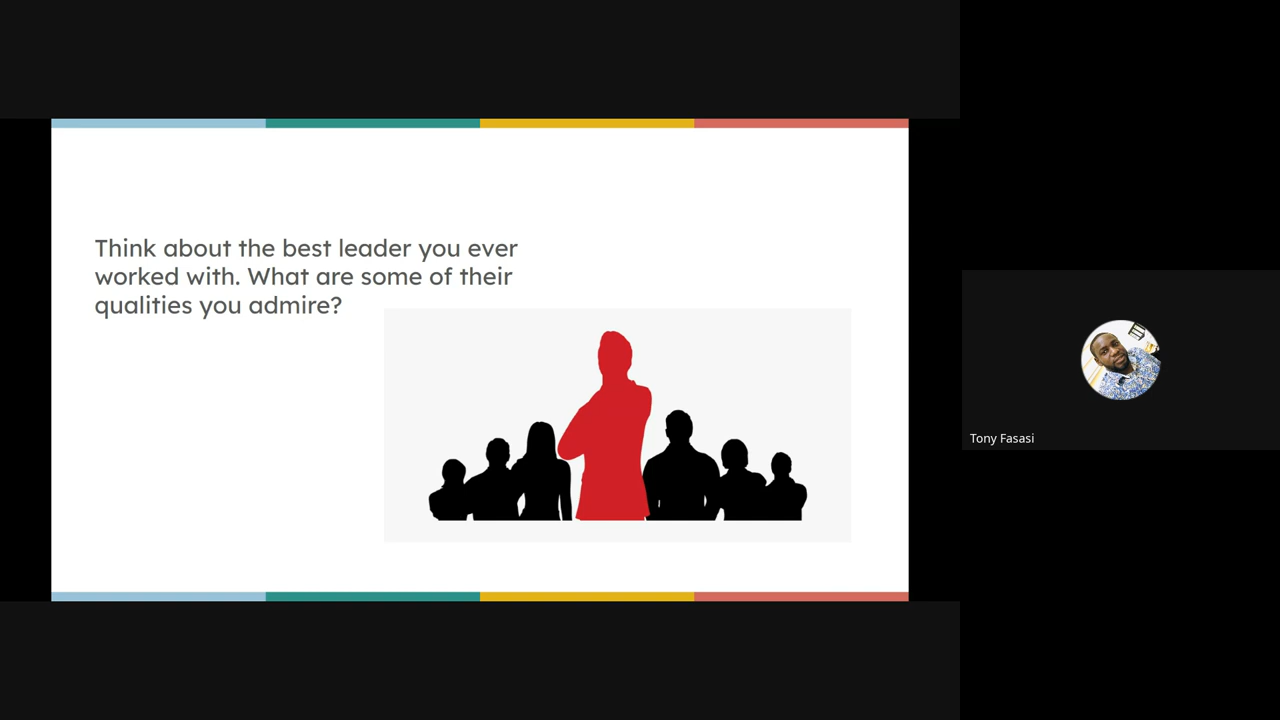 Think about the best leader you ever
worked with. What are some of their
qualities you admire?
Tony Fasasi